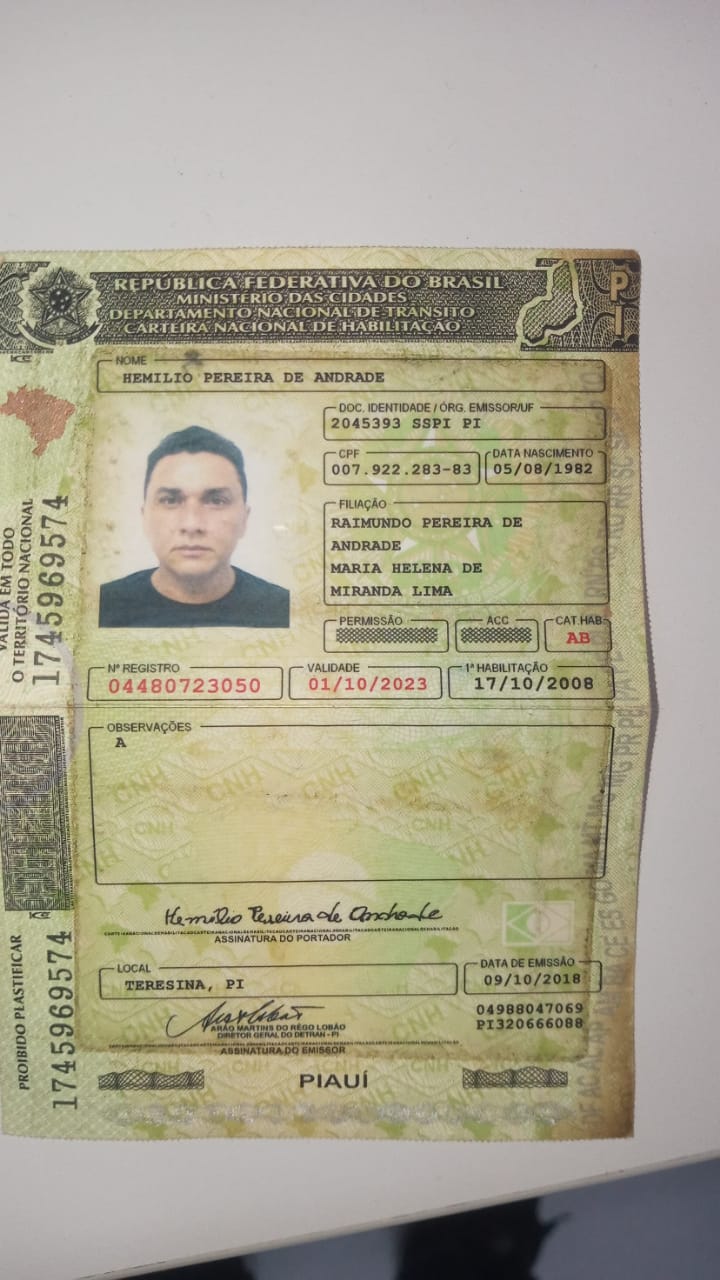 REPÚBLICA FEDERATIVA DO BRASIL
MINISTÉRIO DAS CIDADES
DEPARTAMENTO NACIONAL DE TRÂNSITO
CARTEIRA NACIONAL DE HABILITAÇÃO
PI
NOME
HEMILIO PEREIRA DE ANDRADE
DOC. IDENTIDADE / ÓRG. EMISSOR/UF
2045393 SSPI PI
CPF
007.922.283-83
DATA NASCIMENTO
05/08/1982
FILIAÇÃO
RAIMUNDO PEREIRA DE
ANDRADE
MARIA HELENA DE
MIRANDA LIMA
PERMISSÃO
ACC
CAT.HAB.
AB
Nº REGISTRO
04480723050
VALIDADE
01/10/2023
1ª HABILITAÇÃO
17/10/2008
VÁLIDA EM TODO
O TERRITÓRIO NACIONAL
1745969574
OBSERVAÇÕES
A
Hemilio Pereira de Andrade
ASSINATURA DO PORTADOR
LOCAL
TERESINA, PI
DATA DE EMISSÃO
09/10/2018
04988047069
PI320666088
ARÃO MARTINS DO RÊGO LOBÃO
DIRETOR GERAL DO DETRAN - PI
ASSINATURA DO EMISSOR
PROIBIDO PLASTIFICAR
1745969574
PIAUÍ